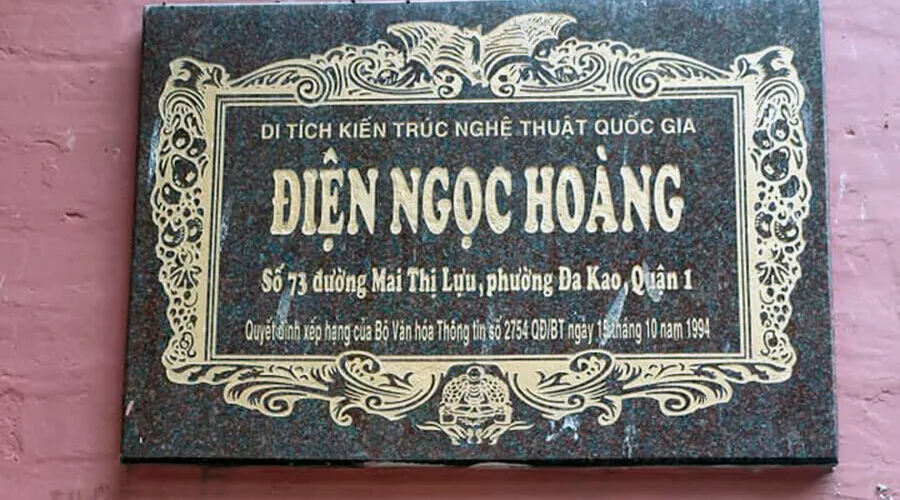 DI TÍCH KIẾN TRÚC NGHỆ THUẬT QUỐC GIA
ĐIỆN NGỌC HOÀNG
Số 73 đường Mai Thị Lựu, phường Đa Kao, Quận 1
Quyết định xếp hạng của Bộ Văn hóa Thông tin số 2754 QĐ/BT ngày 15 tháng 10 năm 1994